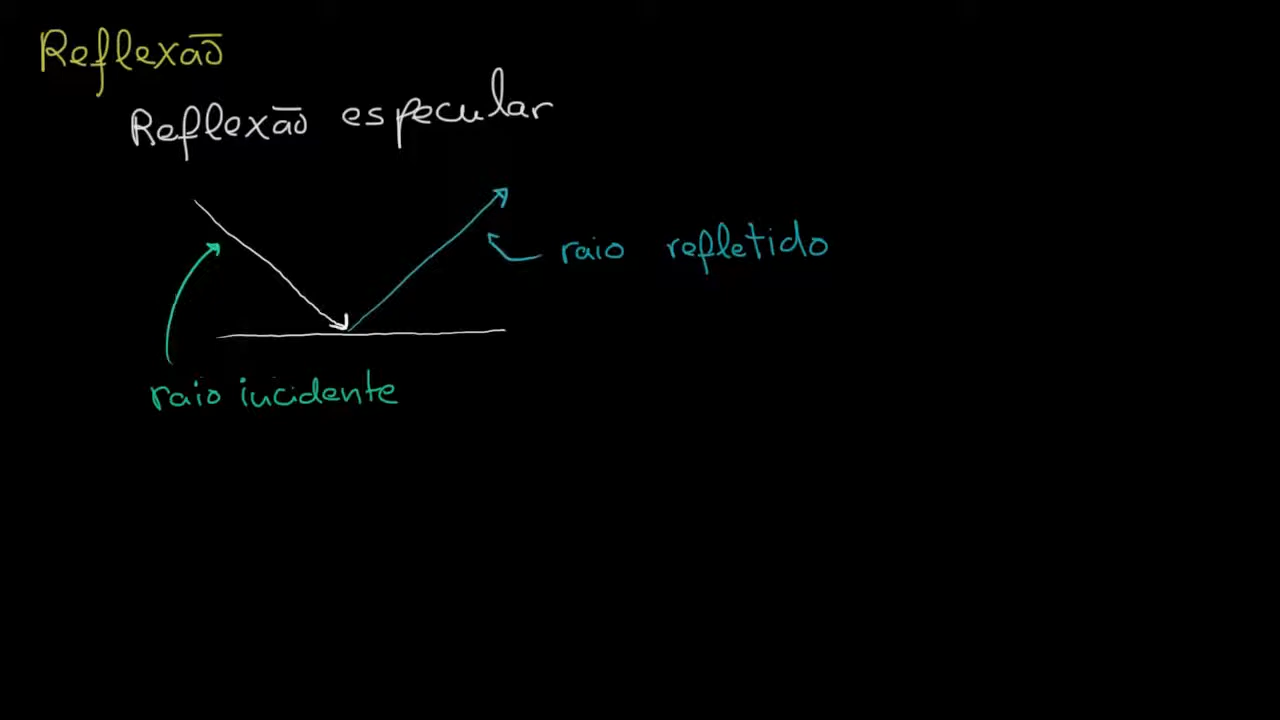 Reflexão
Reflexão especular
raio refletido
raio incidente